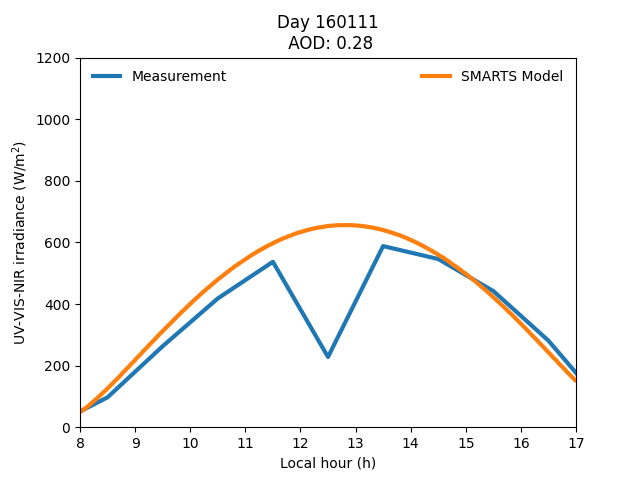 Day 160111
AOD: 0.28
Measurement
SMARTS Model
UV-VIS-NIR irradiance (W/m²)
1200
1000
800
600
400
200
0
8 9 10 11 12 13 14 15 16 17
Local hour (h)